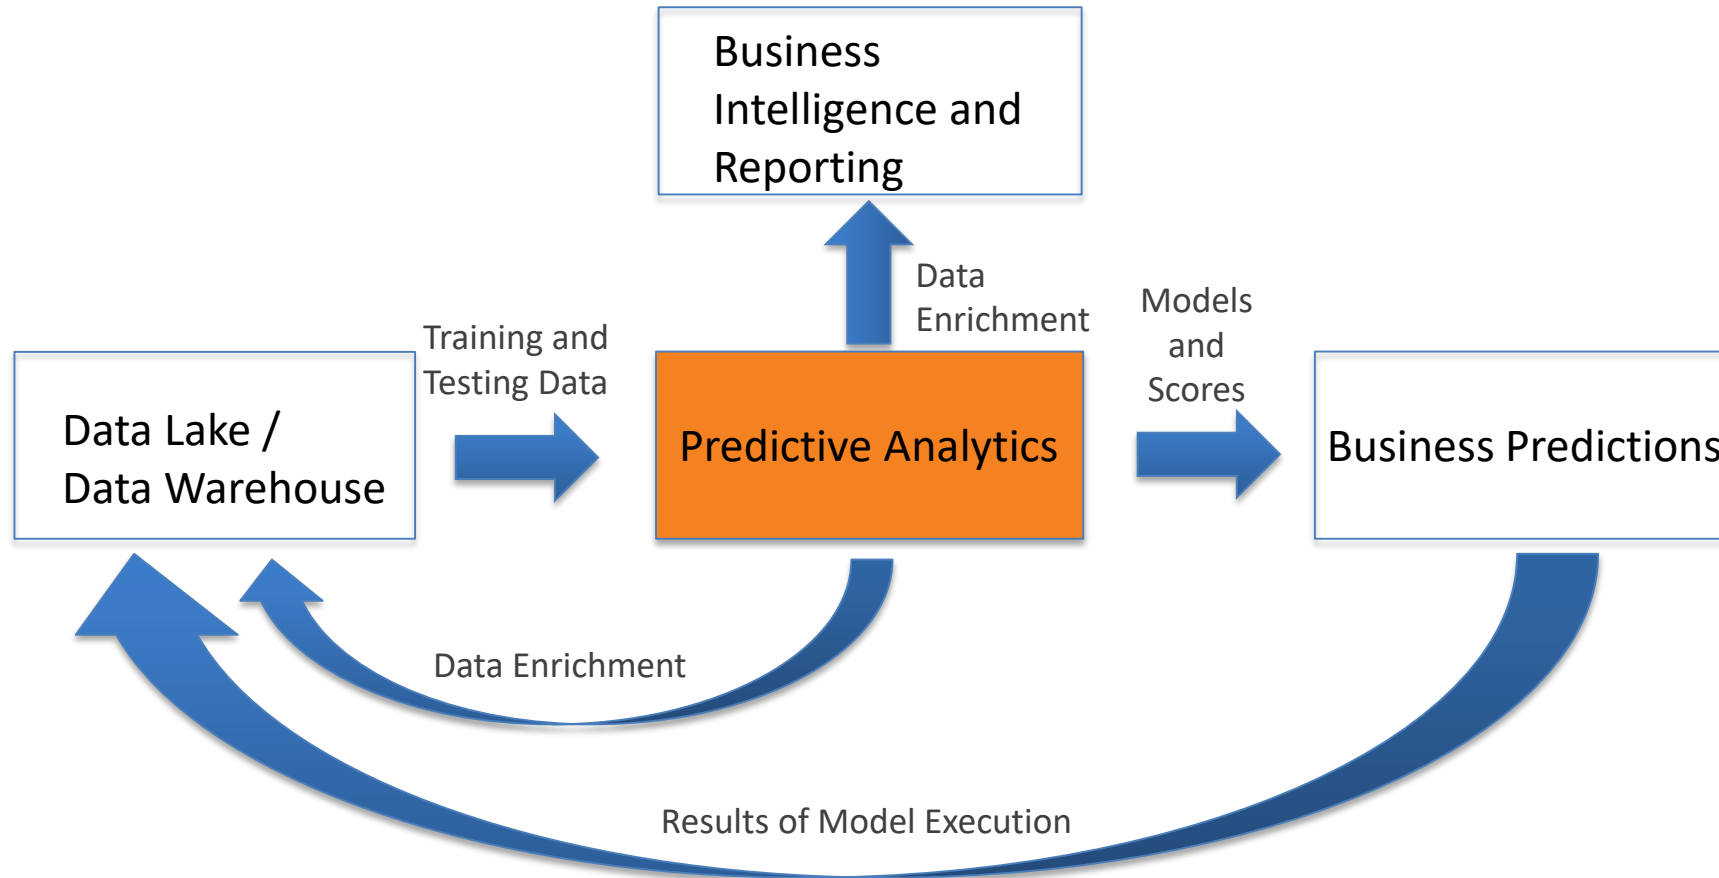 Business
Intelligence and
Reporting
Data
Enrichment
Models
and
Scores
Training and
Testing Data
Data Lake /
Data Warehouse
Predictive Analytics
Business Predictions
Data Enrichment
Results of Model Execution